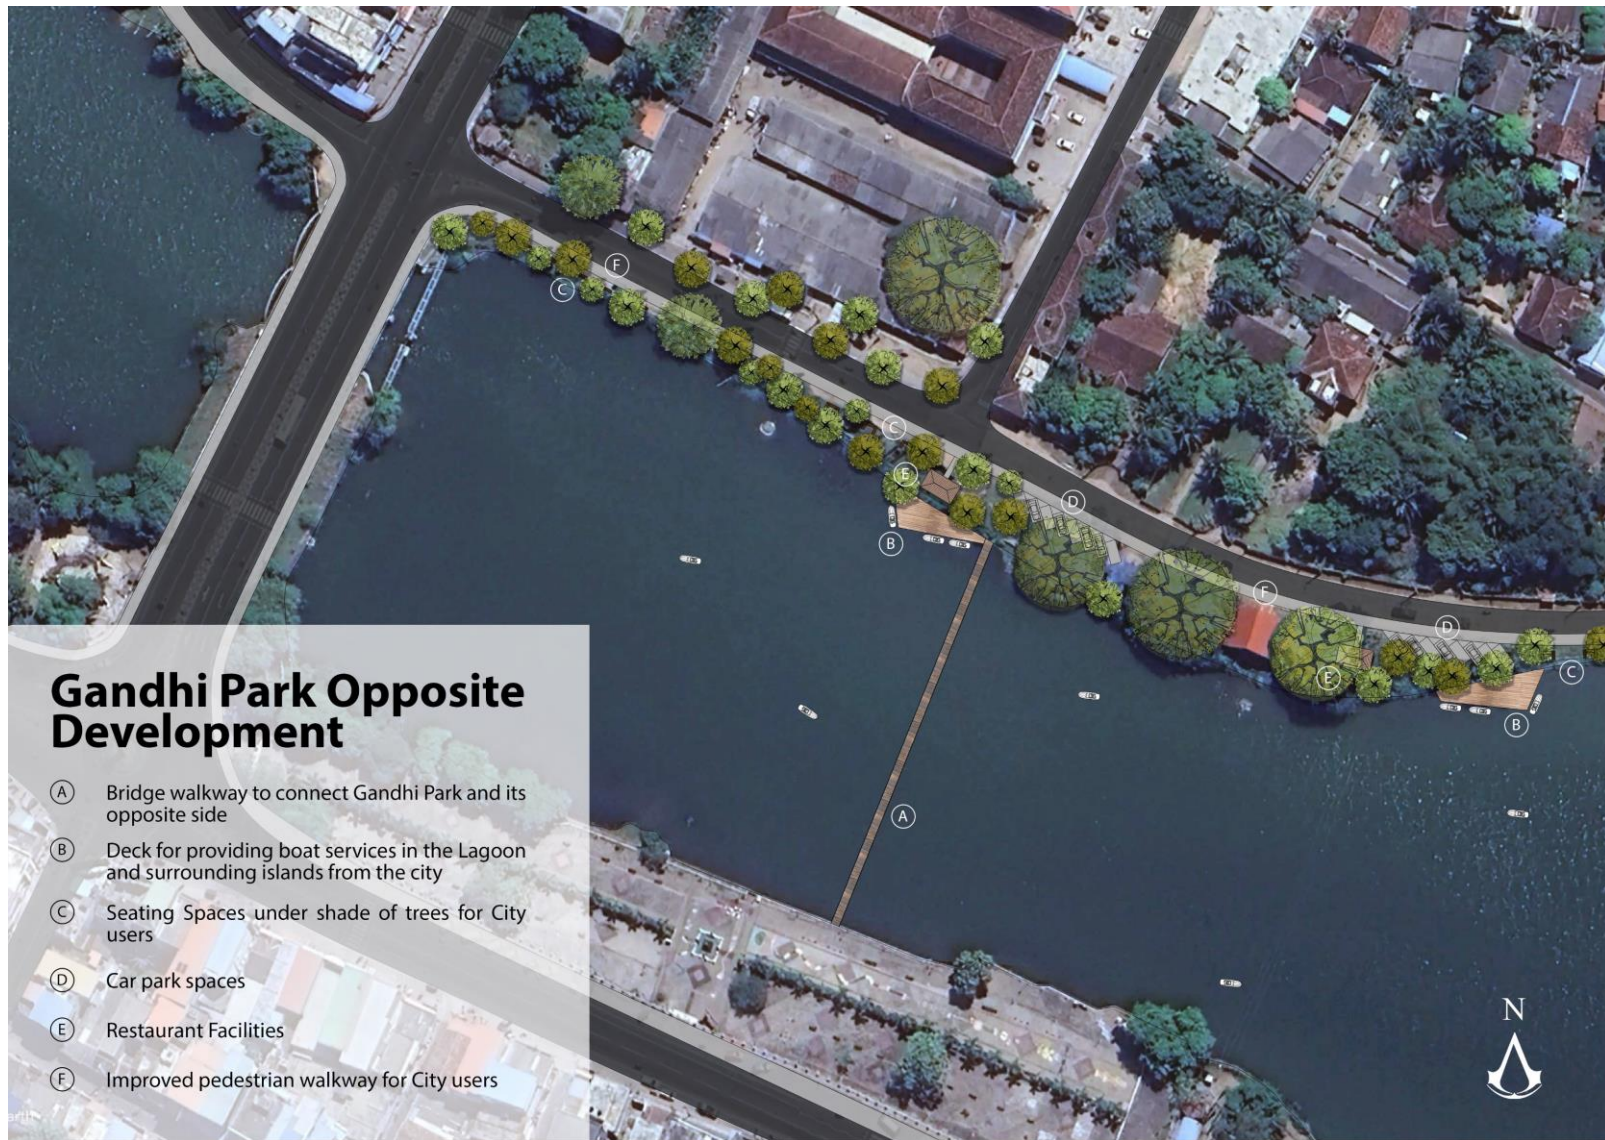 F
C
C
E
B
D
F
D
E
C
B
A
Gandhi Park Opposite
Development
A Bridge walkway to connect Gandhi Park and its
opposite side
B Deck for providing boat services in the Lagoon
and surrounding islands from the city
C Seating Spaces under shade of trees for City
users
D Car park spaces
E Restaurant Facilities
F Improved pedestrian walkway for City users
N